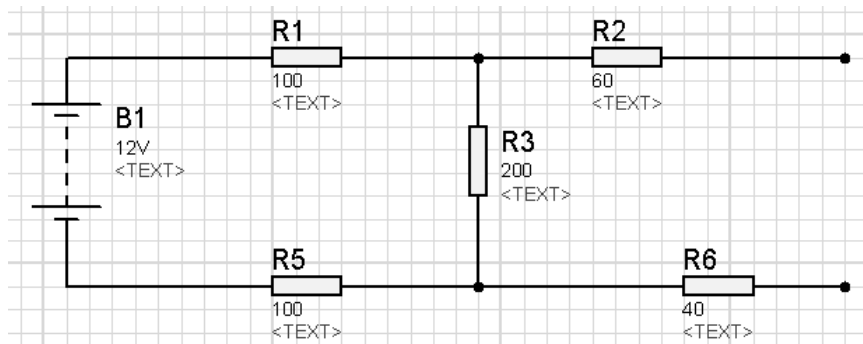 R1
100
<TEXT>
R2
60
<TEXT>
B1
12V
<TEXT>
R3
200
<TEXT>
R5
100
<TEXT>
R6
40
<TEXT>